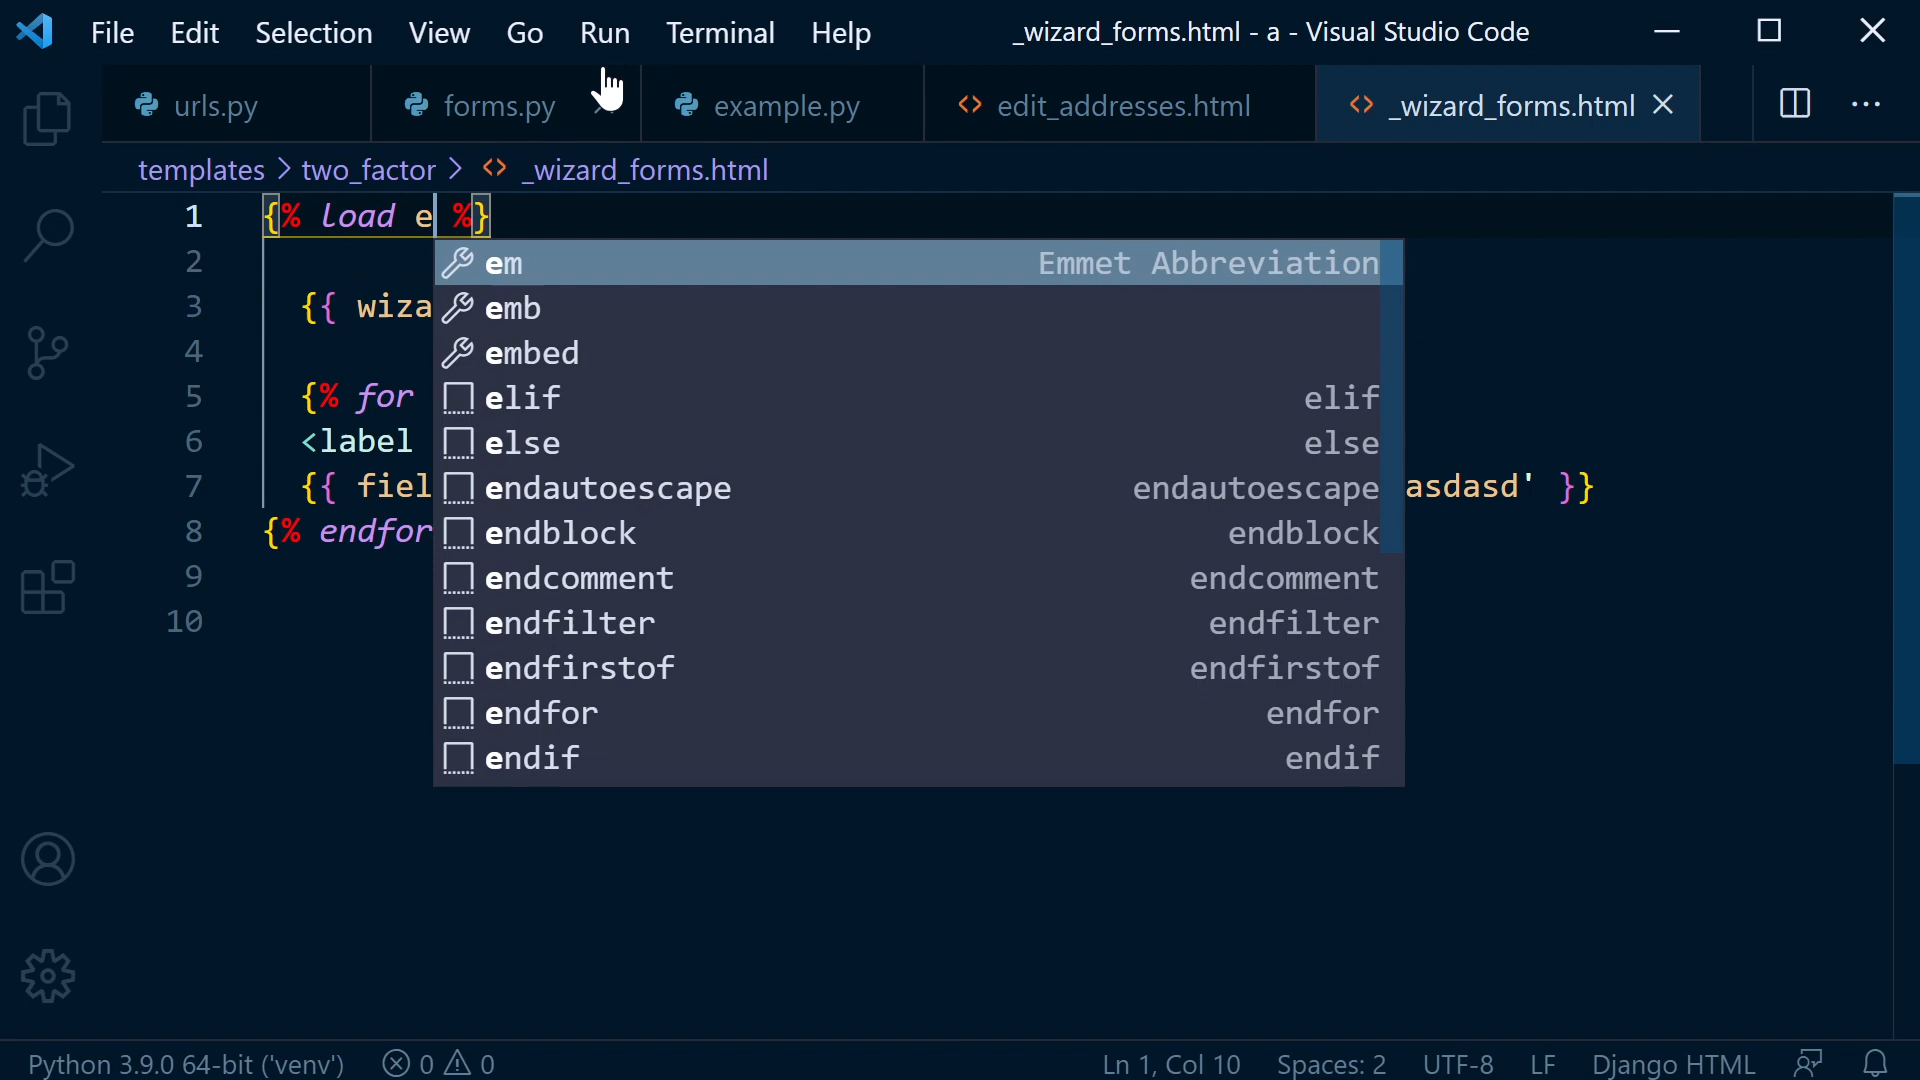 File Edit Selection View Go Run Terminal Help _wizard_forms.html - a - Visual Studio Code
urls.py forms.py example.py edit_addresses.html _wizard_forms.html
templates > two_factor > _wizard_forms.html
1 {% load e %}
em Emmet Abbreviation
2
emb
3 {{ wiza
embed
4
elif elif
5 {% for
else else
6 <label
endautoescape endautoescape
7 {{ fiel asdasd' }}
endblock endblock
8 {% endfor
endcomment endcomment
9
endfilter endfilter
10
endfirstof endfirstof
endfor endfor
endif endif
Python 3.9.0 64-bit ('venv') 0 0 Ln 1, Col 10 Spaces: 2 UTF-8 LF Django HTML